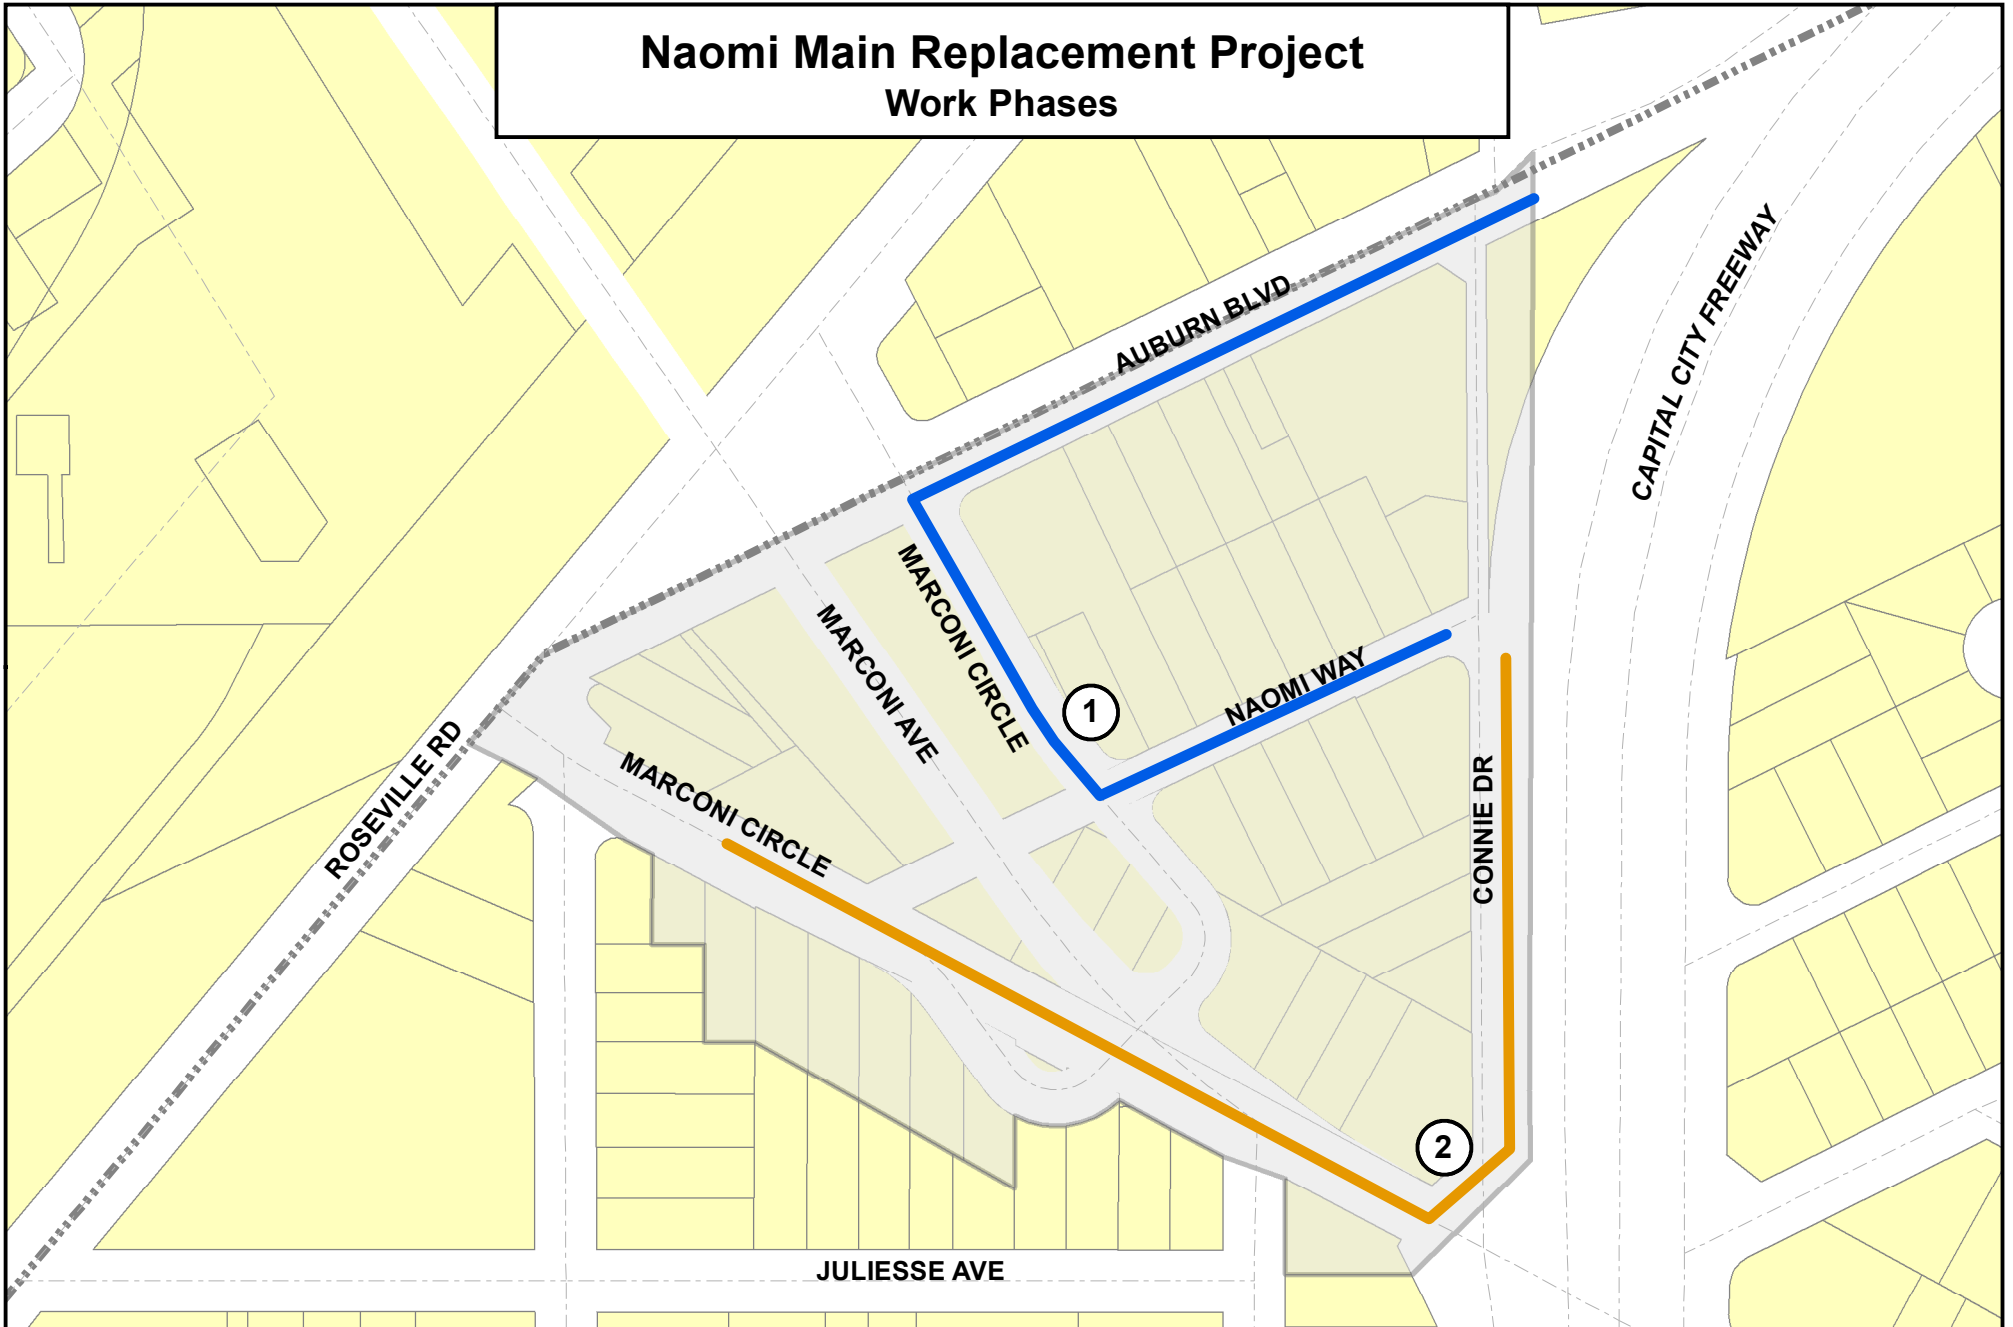 Naomi Main Replacement Project
Work Phases
AUBURN BLVD
CAPITAL CITY FREEWAY
MARCONI CIRCLE
MARCONI AVE
NAOMI WAY
1
ROSEVILLE RD
MARCONI CIRCLE
CONNIE DR
2
JULIESSE AVE